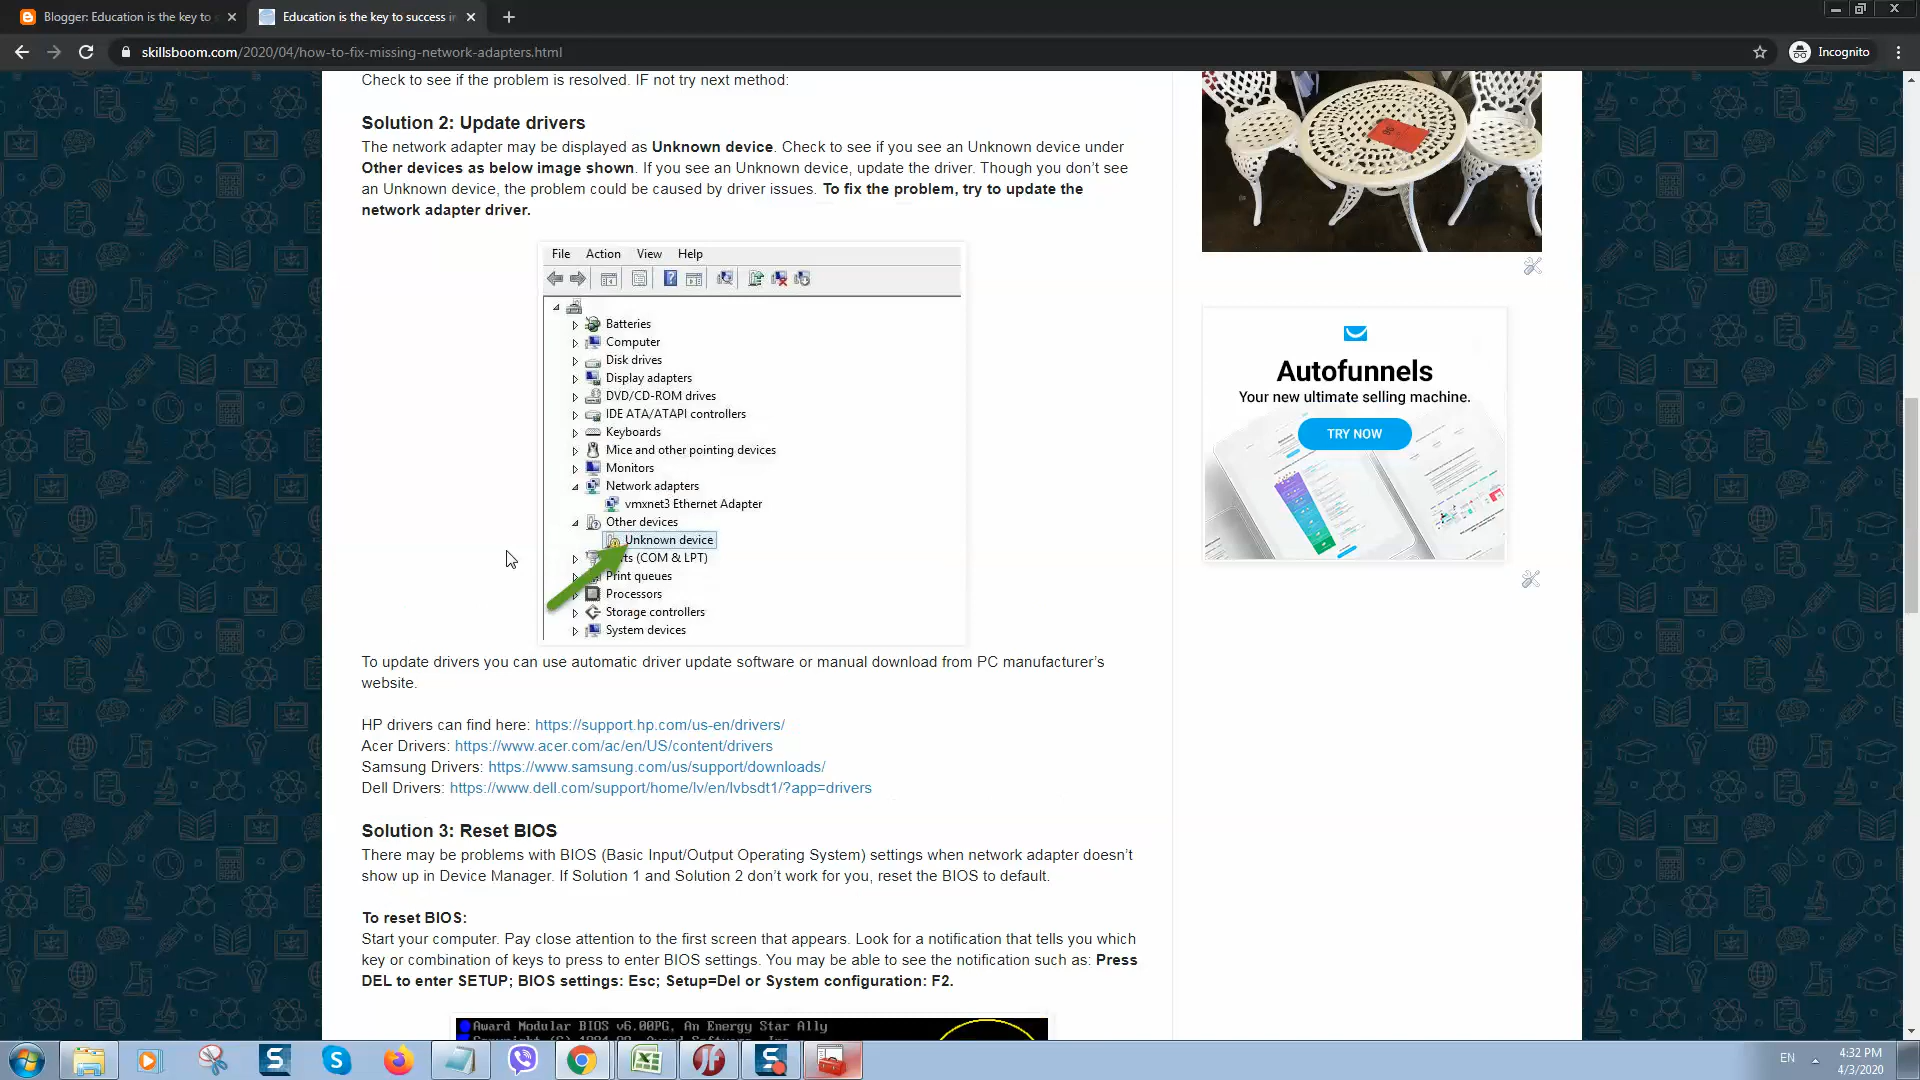 Blogger: Education is the key to
Education is the key to success in
skillsboom.com/2020/04/how-to-fix-missing-network-adapters.html
Incognito
Check to see if the problem is resolved. IF not try next method:
Solution 2: Update drivers
The network adapter may be displayed as Unknown device. Check to see if you see an Unknown device under
Other devices as below image shown. If you see an Unknown device, update the driver. Though you don’t see
an Unknown device, the problem could be caused by driver issues. To fix the problem, try to update the
network adapter driver.
File Action View Help
Batteries
Computer
Disk drives
Display adapters
DVD/CD-ROM drives
IDE ATA/ATAPI controllers
Keyboards
Mice and other pointing devices
Monitors
Network adapters
vmxnet3 Ethernet Adapter
Other devices
Unknown device
(COM & LPT)
Print queues
Processors
Storage controllers
System devices
To update drivers you can use automatic driver update software or manual download from PC manufacturer’s
website.
HP drivers can find here: https://support.hp.com/us-en/drivers/
Acer Drivers: https://www.acer.com/ac/en/US/content/drivers
Samsung Drivers: https://www.samsung.com/us/support/downloads/
Dell Drivers: https://www.dell.com/support/home/lv/en/lvbsdt1/?app=drivers
Solution 3: Reset BIOS
There may be problems with BIOS (Basic Input/Output Operating System) settings when network adapter doesn’t
show up in Device Manager. If Solution 1 and Solution 2 don’t work for you, reset the BIOS to default.
To reset BIOS:
Start your computer. Pay close attention to the first screen that appears. Look for a notification that tells you which
key or combination of keys to press to enter BIOS settings. You may be able to see the notification such as: Press
DEL to enter SETUP; BIOS settings: Esc; Setup=Del or System configuration: F2.
Award Modular BIOS v6.00PG, An Energy Star Ally
Autofunnels
Your new ultimate selling machine.
TRY NOW
EN
4:32 PM
4/3/2020